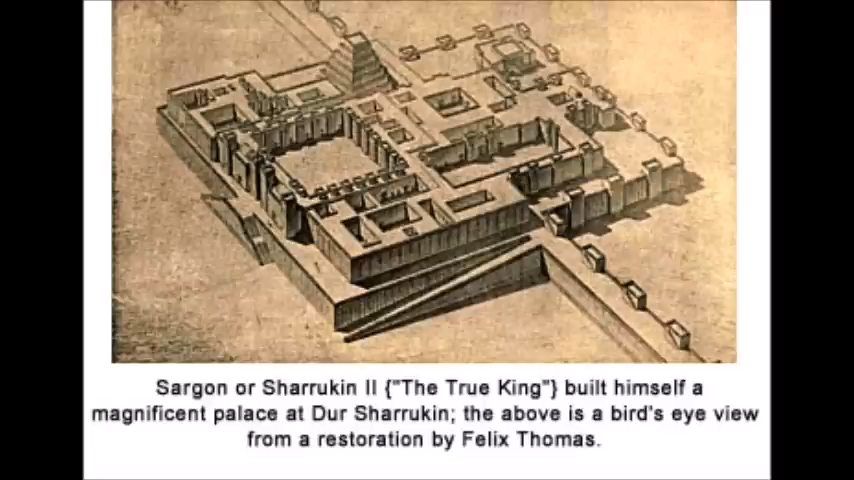 Sargon or Sharrukin II {"The True King"} built himself a
magnificent palace at Dur Sharrukin; the above is a bird's eye view
from a restoration by Felix Thomas.